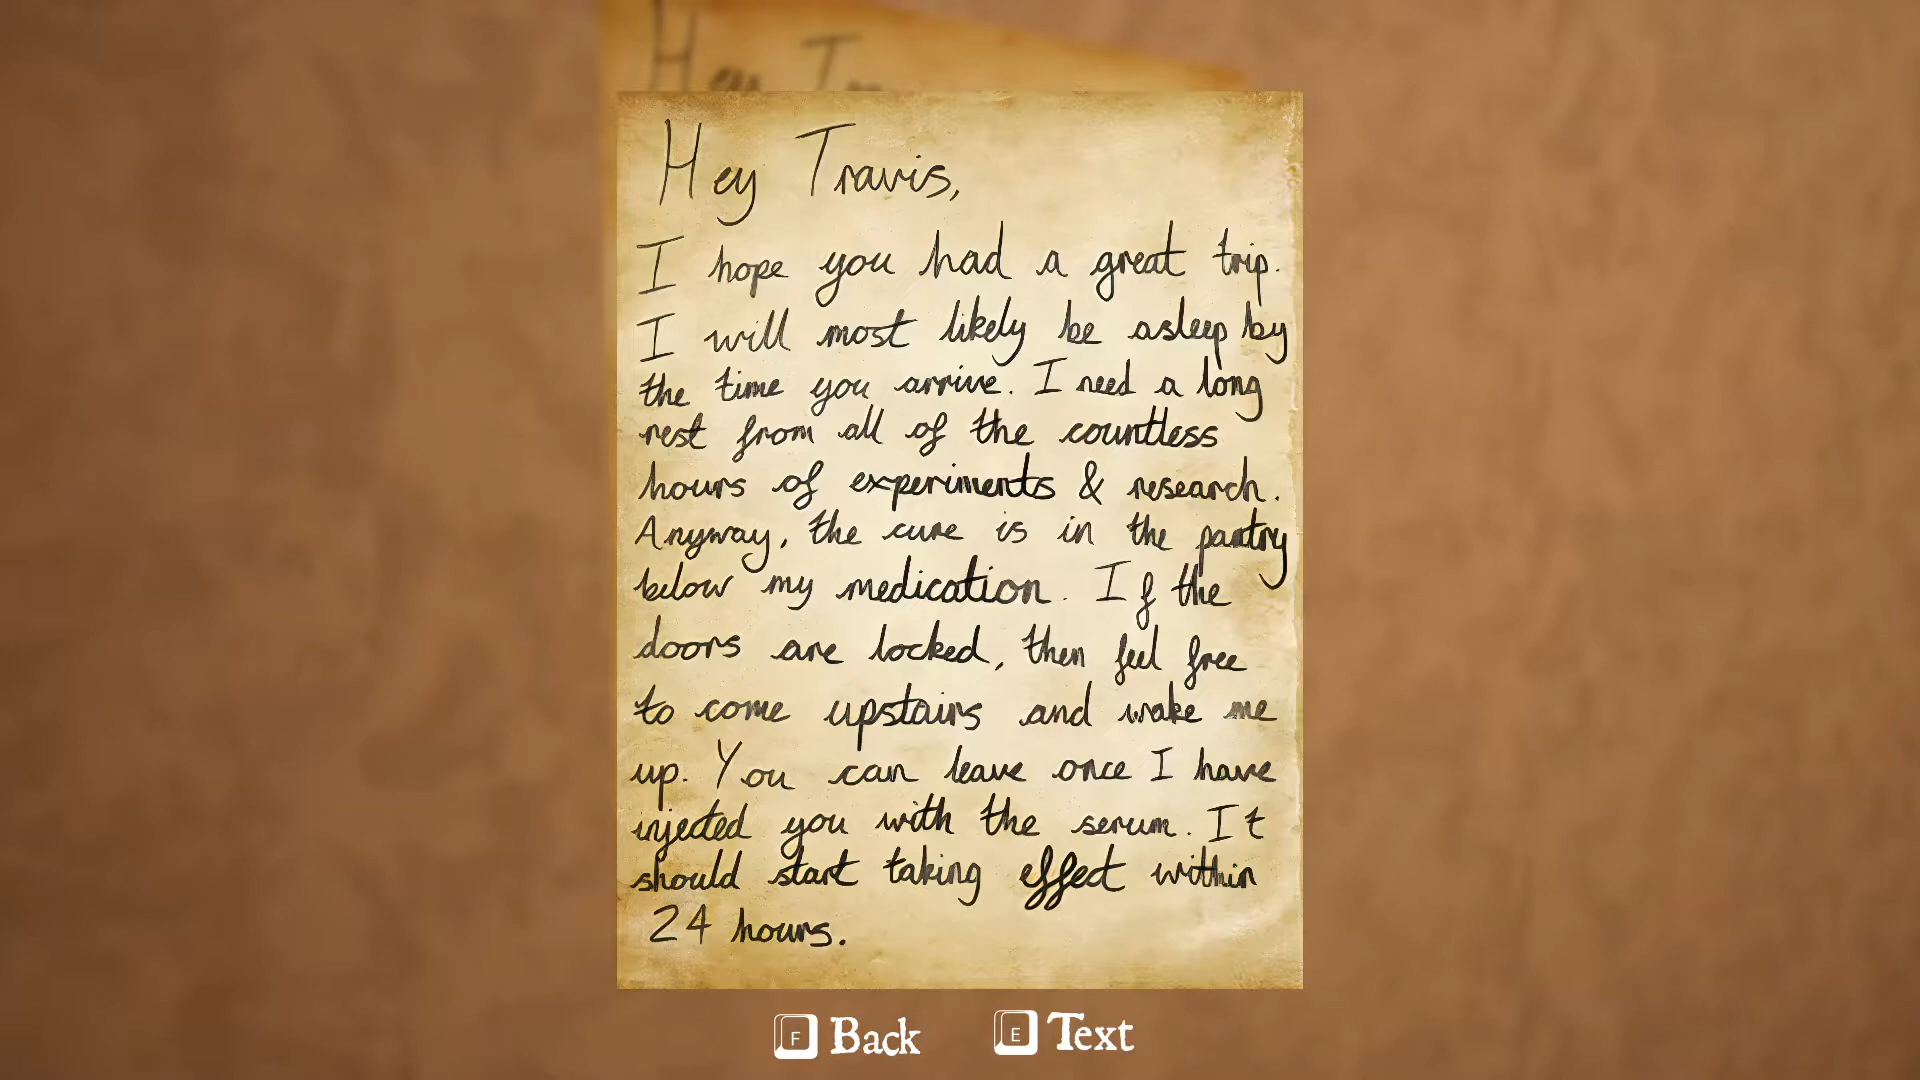 Hey Travis,
I hope you had a great trip.
I will most likely be asleep by
the time you arrive. I need a long
rest from all of the countless
hours of experiments & research.
Anyway, the cure is in the pantry
below my medication. If the
doors are locked, then feel free
to come upstairs and wake me
up. You can leave once I have
injected you with the serum. It
should start taking effect within
24 hours.
F Back E Text